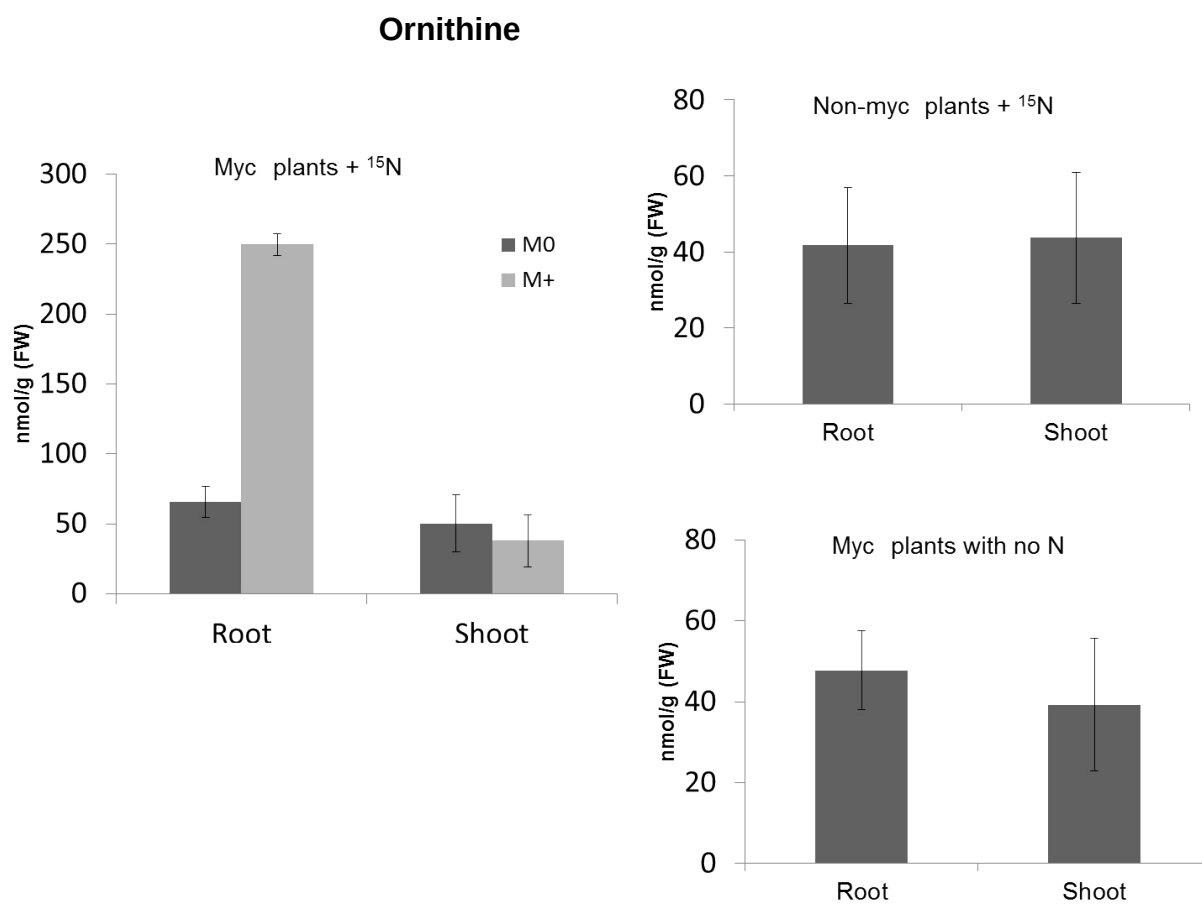 Ornithine
Myc plants + ¹⁵N
300
250
200
150
100
50
0
nmol/g (FW)
M0
M+
Root
Shoot
Non-myc plants + ¹⁵N
80
60
40
20
0
nmol/g (FW)
Root
Shoot
Myc plants with no N
80
60
40
20
0
nmol/g (FW)
Root
Shoot